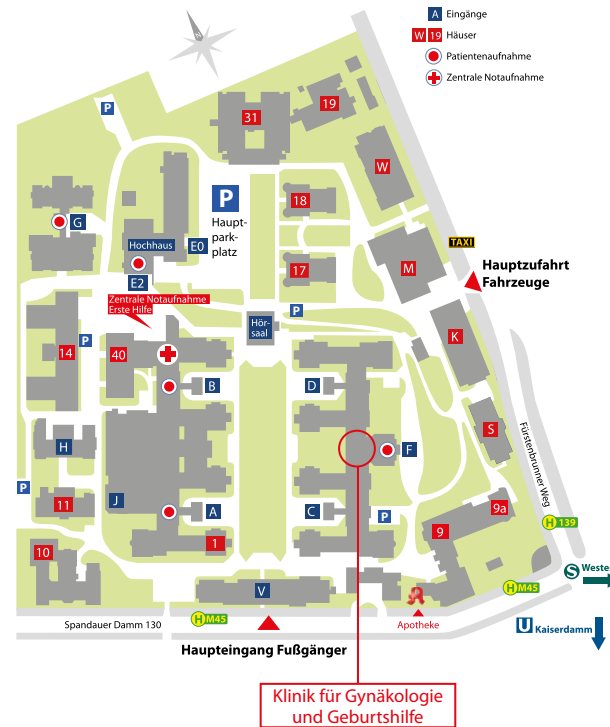 N
A Eingänge
W 19 Häuser
Patientenaufnahme
Zentrale Notaufnahme
P
31
19
W
G
Hochhaus
E0
E2
P
Haupt-
park-
platz
18
17
M
TAXI
Hauptzufahrt
Fahrzeuge
Zentrale Notaufnahme
Erste Hilfe
Hör-
saal
P
K
14
P
40
B
D
S
F
H
Fürstenbrunner Weg
P
11
J
A
C
P
9
9a
H 139
10
1
V
H M45
S Weste
Spandauer Damm 130
H M45
Apotheke
U Kaiserdamm
Haupteingang Fußgänger
Klinik für Gynäkologie
und Geburtshilfe